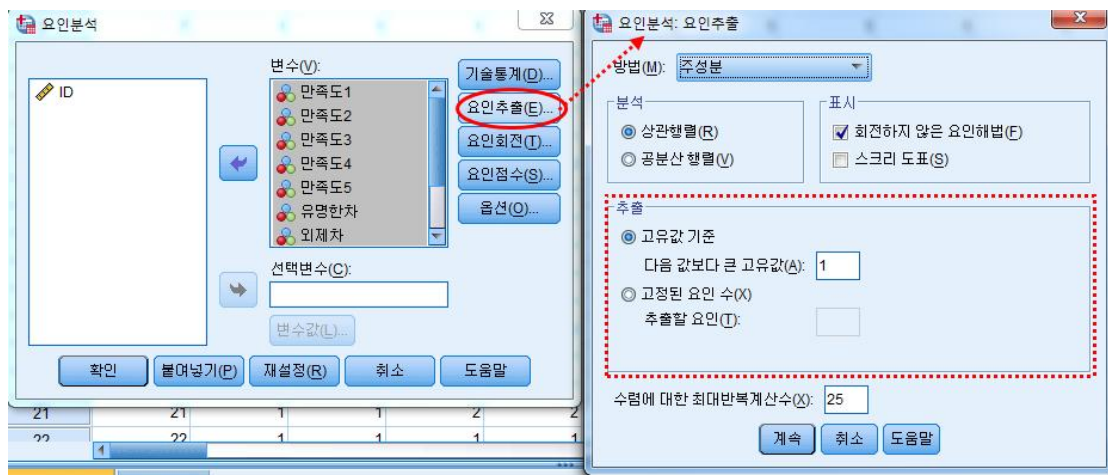 요인분석
ID
변수(V):
만족도1
만족도2
만족도3
만족도4
만족도5
유명한차
외제차
선택변수(C):
변수값(L)...
기술통계(D)...
요인추출(E)...
요인회전(T)...
요인점수(S)...
옵션(O)...
확인 붙여넣기(P) 재설정(R) 취소 도움말
21 21 1 1 2 2
22 22 1 1 1 1
요인분석: 요인추출
방법(M): 주성분
분석
상관행렬(R)
공분산 행렬(V)
표시
회전하지 않은 요인해법(F)
스크리 도표(S)
추출
고유값 기준
다음 값보다 큰 고유값(A): 1
고정된 요인 수(X)
추출할 요인(T):
수렴에 대한 최대반복계산수(X): 25
계속 취소 도움말